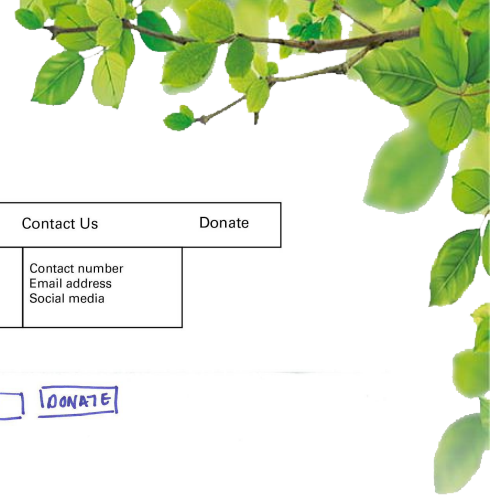 Contact Us Donate
Contact number
Email address
Social media
DONATE